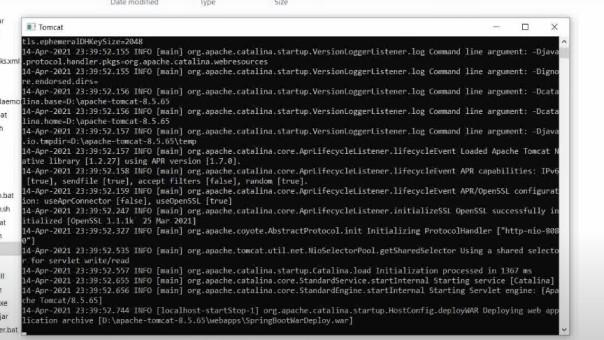 Date modified Type Size
ar
ks.xml
laemo
at
h
n.bat
n.sh
at
n
ll
e
xe
jar
er.bat
Tomcat
tls.ephemeralDHKeySize=2048
14-Apr-2021 23:39:52.155 INFO [main] org.apache.catalina.startup.VersionLoggerListener.log Command line argument: -Djava
.protocol.handler.pkgs=org.apache.catalina.webresources
14-Apr-2021 23:39:52.155 INFO [main] org.apache.catalina.startup.VersionLoggerListener.log Command line argument: -Digno
re.endorsed.dirs=
14-Apr-2021 23:39:52.156 INFO [main] org.apache.catalina.startup.VersionLoggerListener.log Command line argument: -Dcata
lina.base=D:\apache-tomcat-8.5.65
14-Apr-2021 23:39:52.156 INFO [main] org.apache.catalina.startup.VersionLoggerListener.log Command line argument: -Dcata
lina.home=D:\apache-tomcat-8.5.65
14-Apr-2021 23:39:52.157 INFO [main] org.apache.catalina.startup.VersionLoggerListener.log Command line argument: -Djava
.io.tmpdir=D:\apache-tomcat-8.5.65\temp
14-Apr-2021 23:39:52.157 INFO [main] org.apache.catalina.core.AprLifecycleListener.lifecycleEvent Loaded Apache Tomcat N
ative library [1.2.27] using APR version [1.7.0].
14-Apr-2021 23:39:52.158 INFO [main] org.apache.catalina.core.AprLifecycleListener.lifecycleEvent APR capabilities: IPv6
[true], sendfile [true], accept filters [false], random [true].
14-Apr-2021 23:39:52.159 INFO [main] org.apache.catalina.core.AprLifecycleListener.lifecycleEvent APR/OpenSSL configurat
ion: useAprConnector [false], useOpenSSL [true]
14-Apr-2021 23:39:52.247 INFO [main] org.apache.catalina.core.AprLifecycleListener.initializeSSL OpenSSL successfully in
itialized [OpenSSL 1.1.1k 25 Mar 2021]
14-Apr-2021 23:39:52.327 INFO [main] org.apache.coyote.AbstractProtocol.init Initializing ProtocolHandler ["http-nio-808
0"]
14-Apr-2021 23:39:52.535 INFO [main] org.apache.tomcat.util.net.NioSelectorPool.getSharedSelector Using a shared selecto
r for servlet write/read
14-Apr-2021 23:39:52.557 INFO [main] org.apache.catalina.startup.Catalina.load Initialization processed in 1367 ms
14-Apr-2021 23:39:52.655 INFO [main] org.apache.catalina.core.StandardService.startInternal Starting service [Catalina]
14-Apr-2021 23:39:52.656 INFO [main] org.apache.catalina.core.StandardEngine.startInternal Starting Servlet engine: [Apa
che Tomcat/8.5.65]
14-Apr-2021 23:39:52.744 INFO [localhost-startStop-1] org.apache.catalina.startup.HostConfig.deployWAR Deploying web app
lication archive [D:\apache-tomcat-8.5.65\webapps\SpringBootWarDeploy.war]